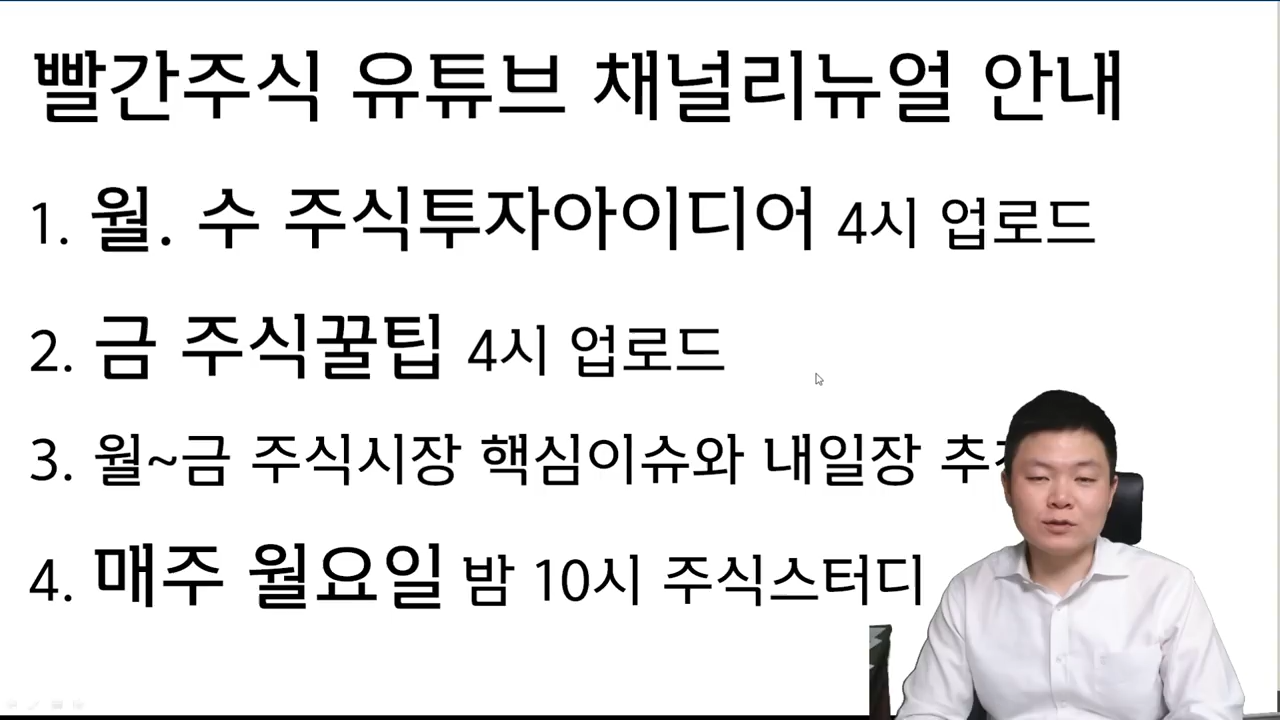 빨간주식 유튜브 채널리뉴얼 안내
1. 월. 수 주식투자아이디어 4시 업로드
2. 금 주식꿀팁 4시 업로드
3. 월~금 주식시장 핵심이슈와 내일장
4. 매주 월요일 밤 10시 주식스터디